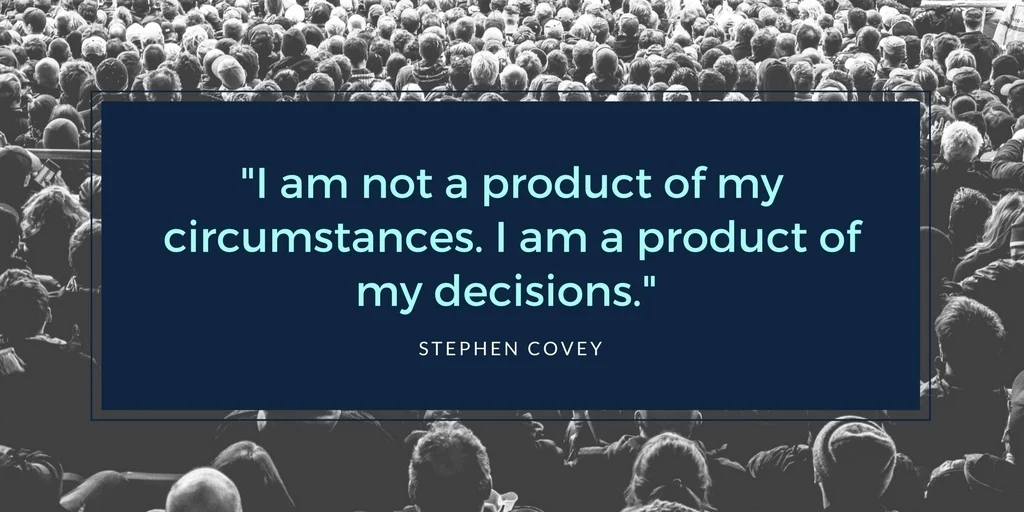 "I am not a product of my
circumstances. I am a product of
my decisions."
STEPHEN COVEY